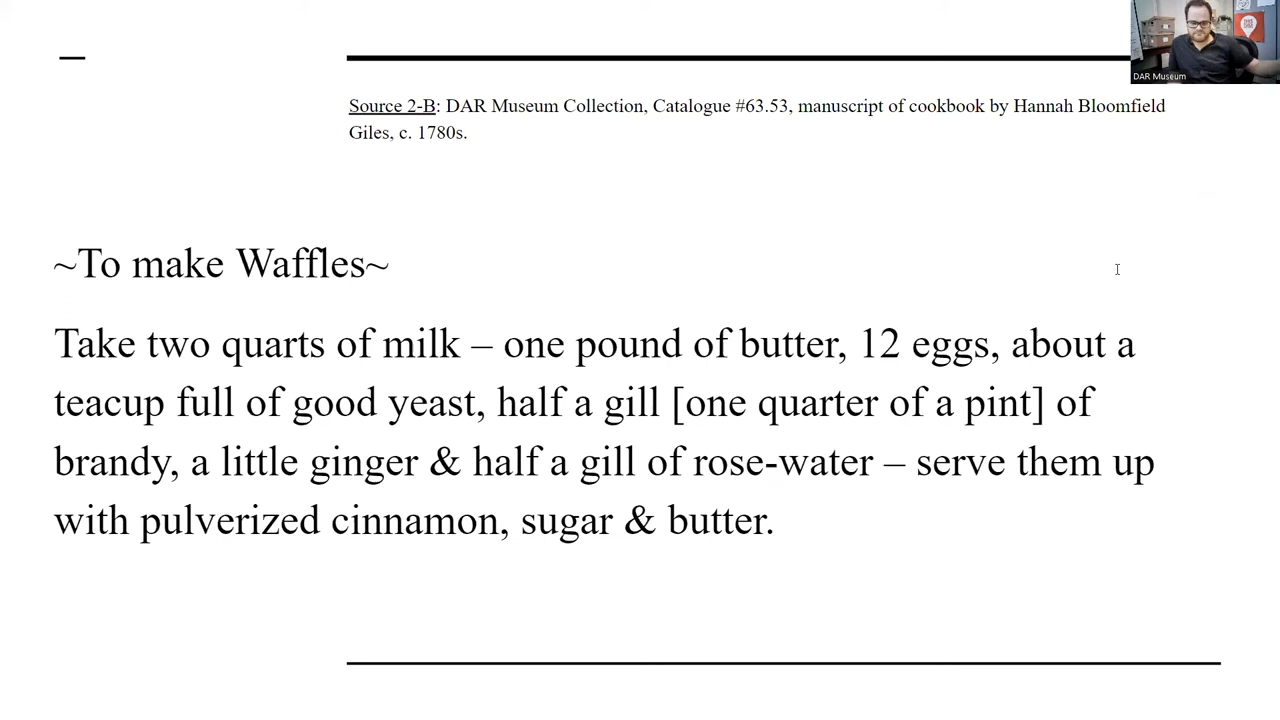 DAR Museum
Source 2-B: DAR Museum Collection, Catalogue #63.53, manuscript of cookbook by Hannah Bloomfield
Giles, c. 1780s.
~To make Waffles~
Take two quarts of milk – one pound of butter, 12 eggs, about a
teacup full of good yeast, half a gill [one quarter of a pint] of
brandy, a little ginger & half a gill of rose-water – serve them up
with pulverized cinnamon, sugar & butter.